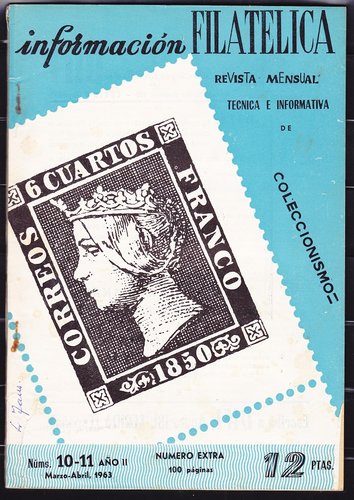 información FILATELICA
REVISTA MENSUAL
TECNICA E INFORMATIVA
DE
COLECCIONISMO
6 CUARTOS
CORREOS
FRANCO
1850
Núms. 10-11 AÑO II
Marzo-Abril, 1963
NUMERO EXTRA
100 páginas
12 PTAS.